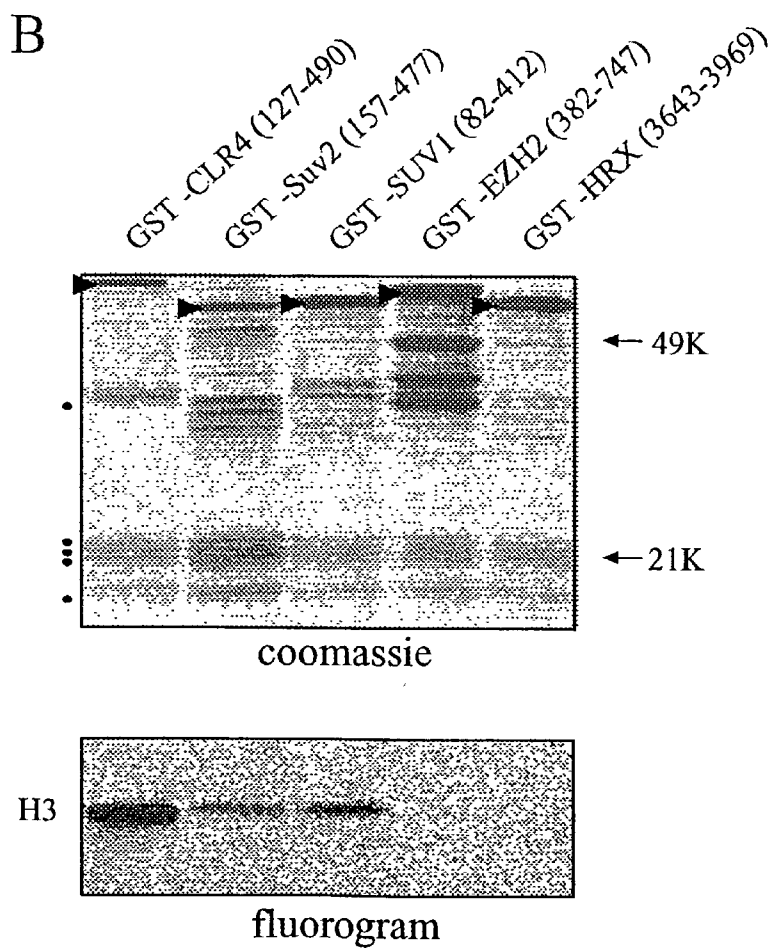 B
GST -CLR4 (127-490)
GST -Suv2 (157-477)
GST -SUV1 (82-412)
GST -EZH2 (382-747)
GST -HRX (3643-3969)
49K
21K
coomassie
H3
fluorogram